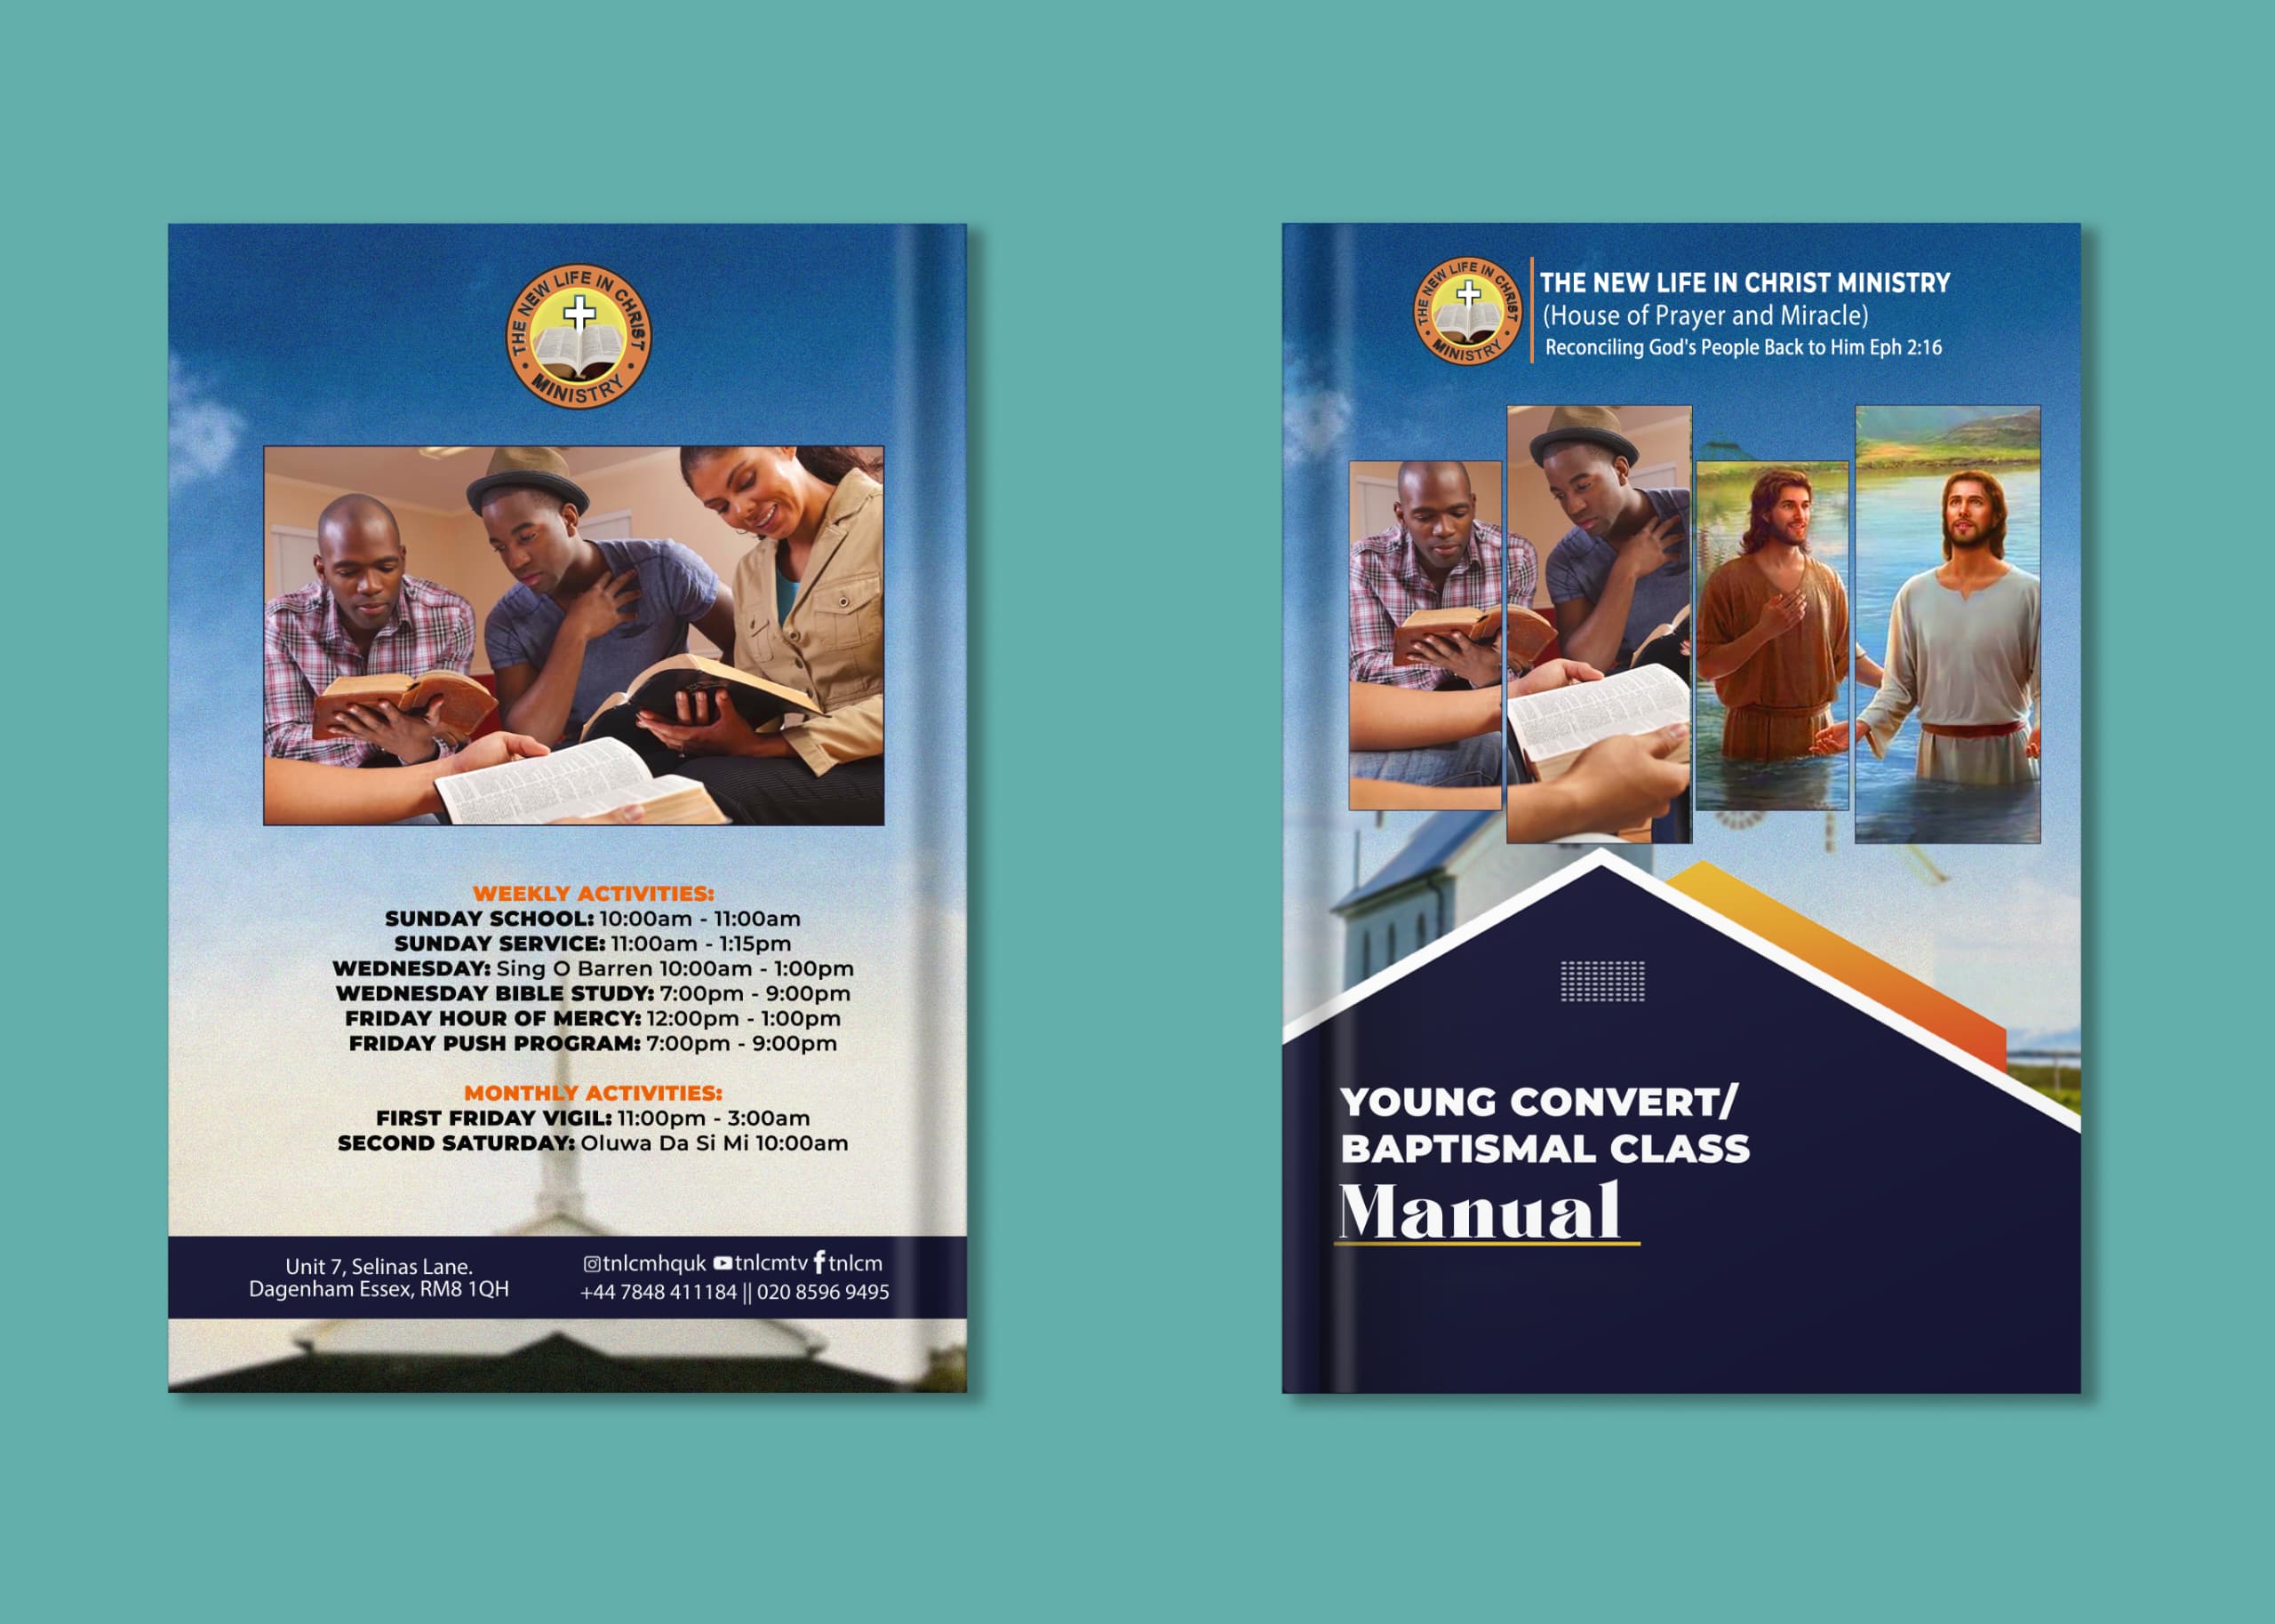 THE NEW LIFE IN CHRIST
MINISTRY
WEEKLY ACTIVITIES:
SUNDAY SCHOOL: 10:00am - 11:00am
SUNDAY SERVICE: 11:00am - 1:15pm
WEDNESDAY: Sing O Barren 10:00am - 1:00pm
WEDNESDAY BIBLE STUDY: 7:00pm - 9:00pm
FRIDAY HOUR OF MERCY: 12:00pm - 1:00pm
FRIDAY PUSH PROGRAM: 7:00pm - 9:00pm
MONTHLY ACTIVITIES:
FIRST FRIDAY VIGIL: 11:00pm - 3:00am
SECOND SATURDAY: Oluwa Da Si Mi 10:00am
Unit 7, Selinas Lane.
Dagenham Essex, RM8 1QH
tnlcmhquk tnlcmtv tnlcm
+44 7848 411184 || 020 8596 9495
THE NEW LIFE IN CHRIST
MINISTRY
THE NEW LIFE IN CHRIST MINISTRY
(House of Prayer and Miracle)
Reconciling God's People Back to Him Eph 2:16
YOUNG CONVERT/
BAPTISMAL CLASS
Manual